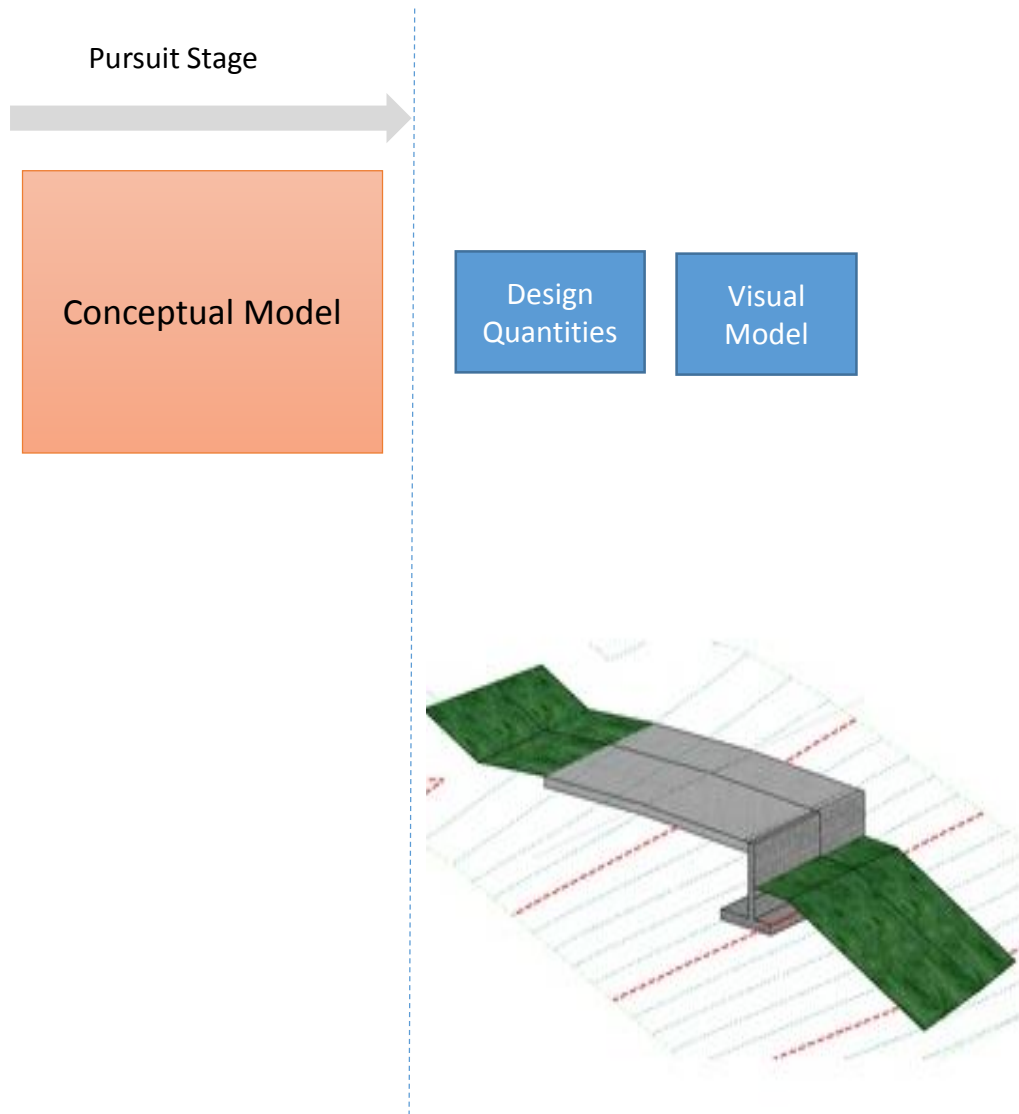 Pursuit Stage
Conceptual Model
Design
Quantities
Visual
Model